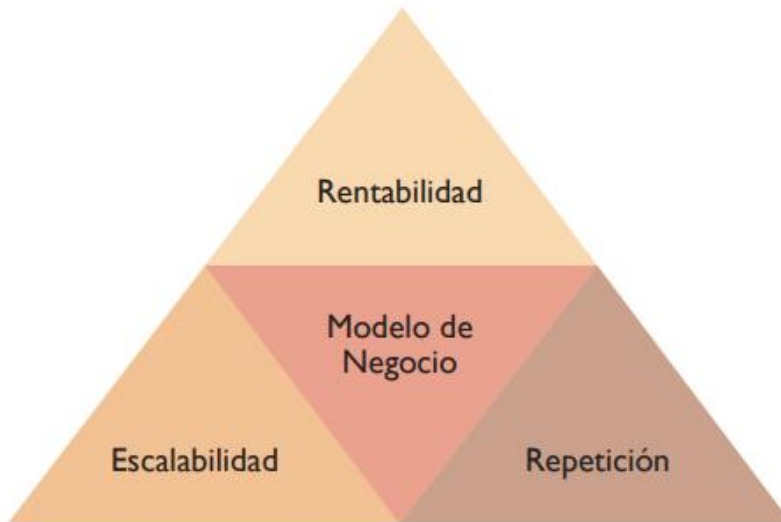 Rentabilidad
Modelo de
Negocio
Escalabilidad
Repetición